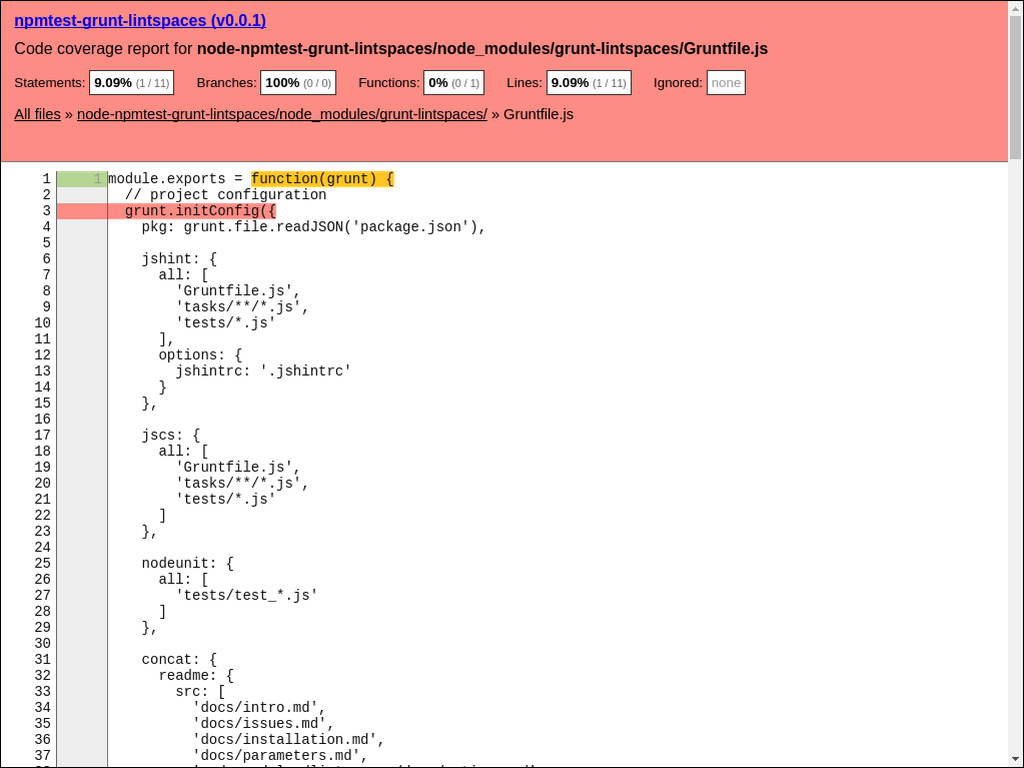 npmtest-grunt-lintspaces (v0.0.1)
Code coverage report for node-npmtest-grunt-lintspaces/node_modules/grunt-lintspaces/Gruntfile.js
Statements: 9.09% (1 / 11) Branches: 100% (0 / 0) Functions: 0% (0 / 1) Lines: 9.09% (1 / 11) Ignored: none
All files » node-npmtest-grunt-lintspaces/node_modules/grunt-lintspaces/ » Gruntfile.js
1 1 module.exports = function(grunt) {
2 // project configuration
3 grunt.initConfig({
4 pkg: grunt.file.readJSON('package.json'),
5
6 jshint: {
7 all: [
8 'Gruntfile.js',
9 'tasks/**/*.js',
10 'tests/*.js'
11 ],
12 options: {
13 jshintrc: '.jshintrc'
14 }
15 },
16
17 jscs: {
18 all: [
19 'Gruntfile.js',
20 'tasks/**/*.js',
21 'tests/*.js'
22 ]
23 },
24
25 nodeunit: {
26 all: [
27 'tests/test_*.js'
28 ]
29 },
30
31 concat: {
32 readme: {
33 src: [
34 'docs/intro.md',
35 'docs/issues.md',
36 'docs/installation.md',
37 'docs/parameters.md',